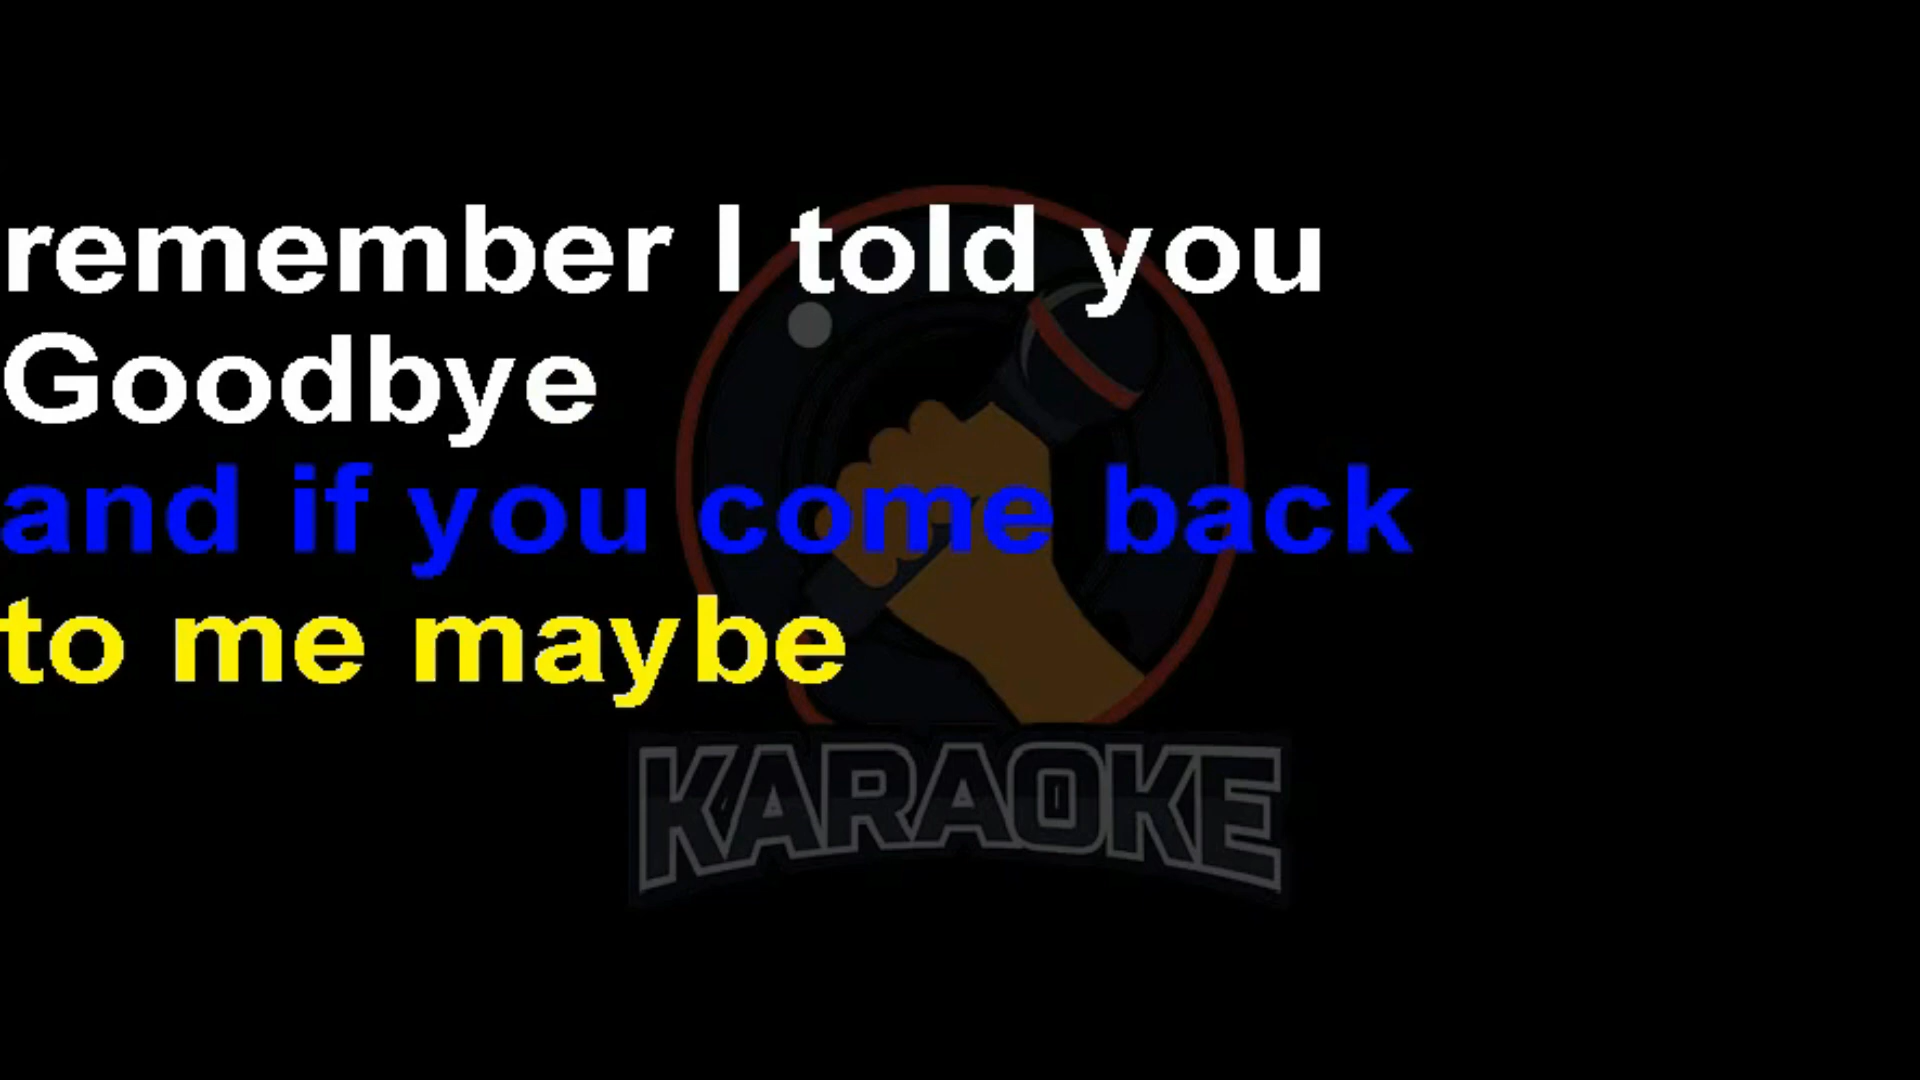 remember I told you
Goodbye
and if you come back
to me maybe
KARAOKE